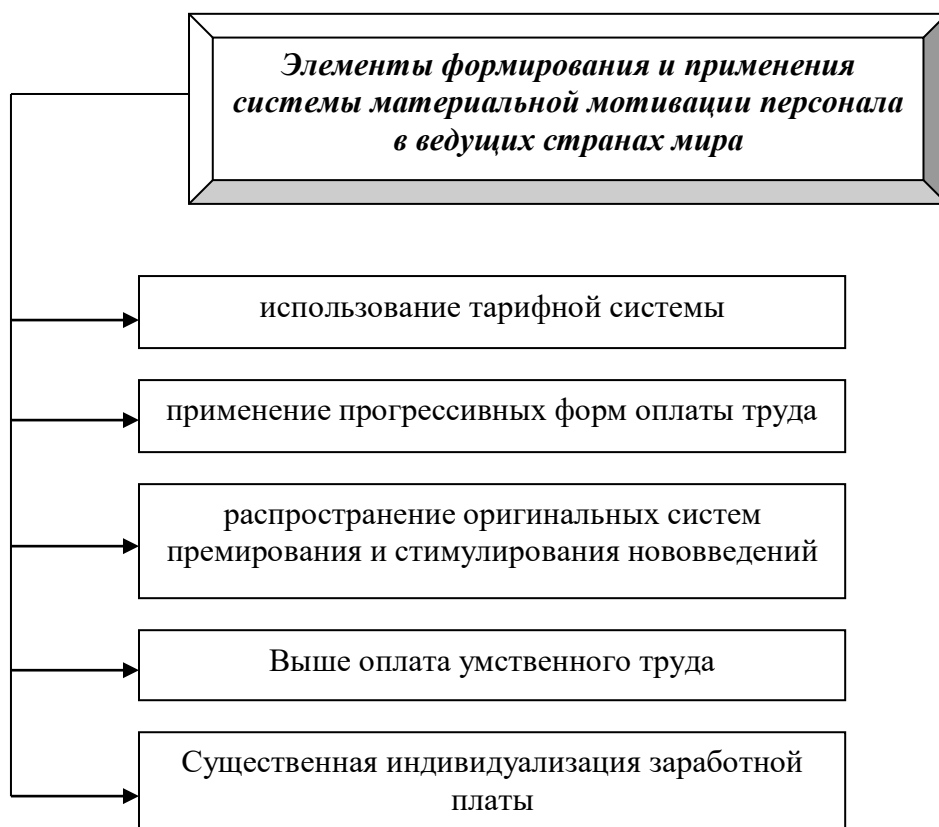 Элементы формирования и применения
системы материальной мотивации персонала
в ведущих странах мира
использование тарифной системы
применение прогрессивных форм оплаты труда
распространение оригинальных систем
премирования и стимулирования нововведений
Выше оплата умственного труда
Существенная индивидуализация заработной
платы